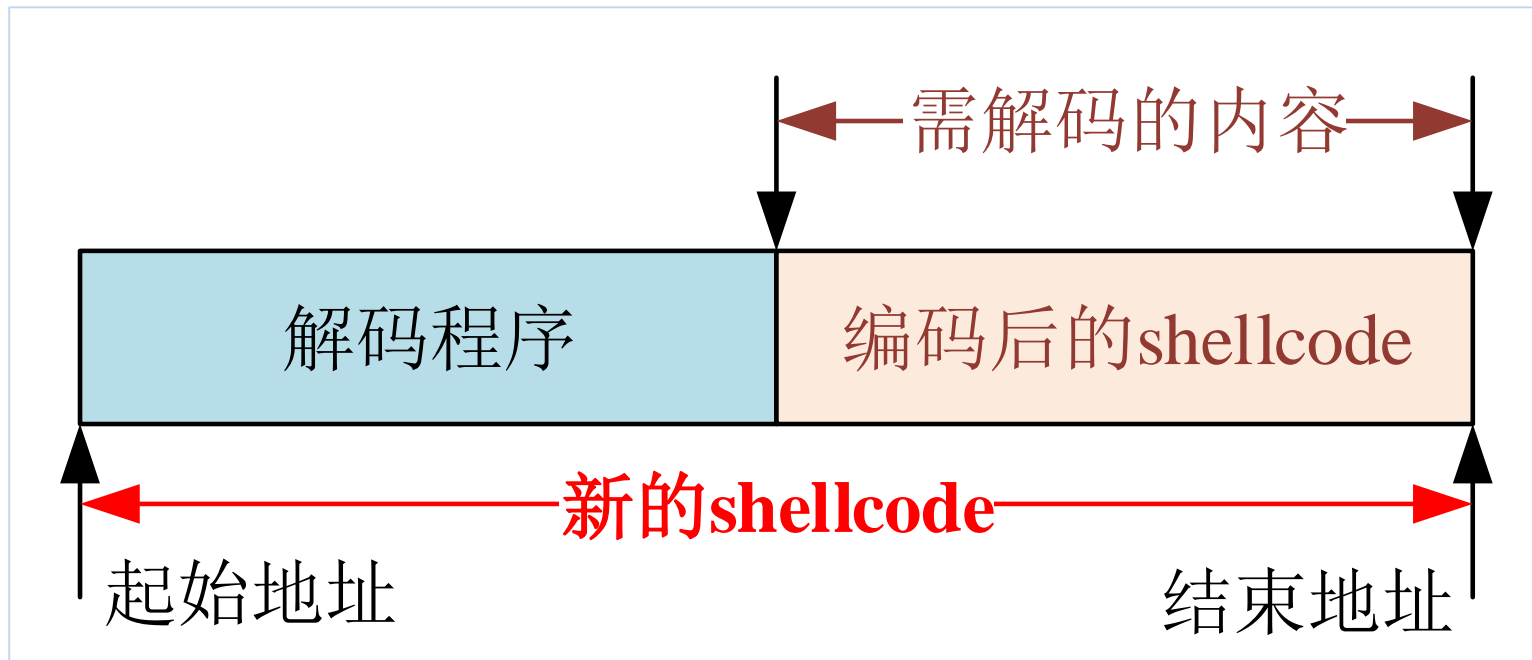 需解码的内容
解码程序
编码后的shellcode
新的shellcode
起始地址
结束地址